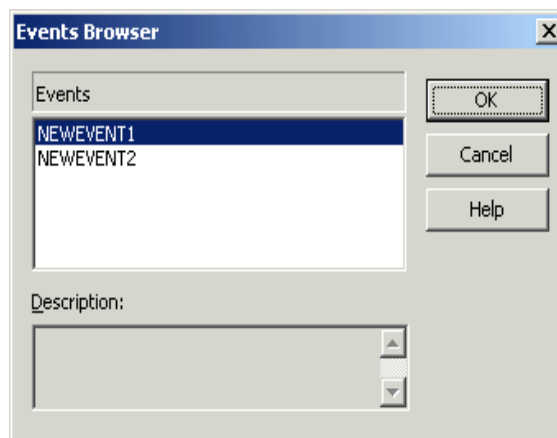 Events Browser
Events
NEWEVENT1
NEWEVENT2
OK
Cancel
Help
Description: